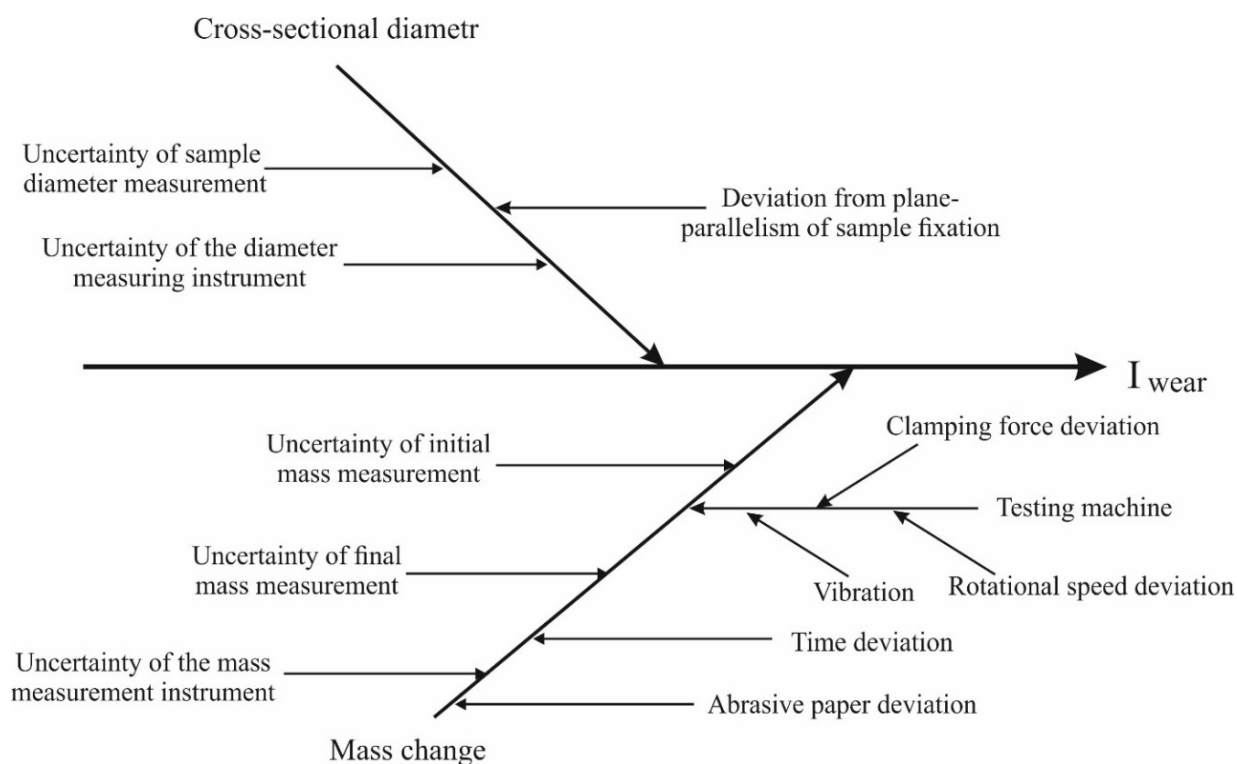 Cross-sectional diametr
Uncertainty of sample
diameter measurement
Deviation from plane-
parallelism of sample fixation
Uncertainty of the diameter
measuring instrument
I wear
Clamping force deviation
Uncertainty of initial
mass measurement
Testing machine
Uncertainty of final
mass measurement
Vibration
Rotational speed deviation
Time deviation
Uncertainty of the mass
measurement instrument
Abrasive paper deviation
Mass change